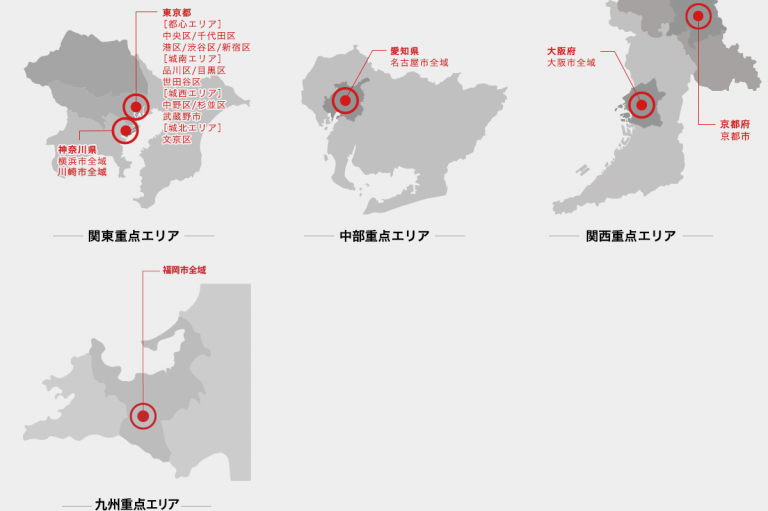 東京都
[都心エリア]
中央区/千代田区
港区/渋谷区/新宿区
[城南エリア]
品川区/目黒区
世田谷区
[城西エリア]
中野区/杉並区
武蔵野市
[城北エリア]
文京区
神奈川県
横浜市全域
川崎市全域
関東重点エリア
愛知県
名古屋市全域
中部重点エリア
大阪府
大阪市全域
京都府
京都市
関西重点エリア
福岡市全域
九州重点エリア